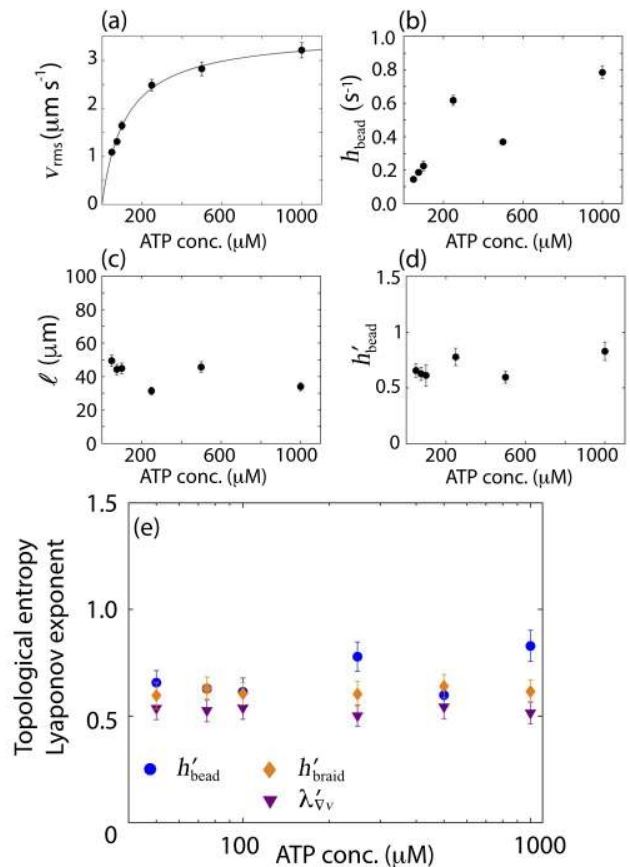 (a)
3
2
1
0
v_rms (μm s⁻¹)
200 600 1000
ATP conc. (μM)
(b)
1.0
0.8
0.6
0.4
0.2
0.0
h_bead (s⁻¹)
200 600 1000
ATP conc. (μM)
(c)
100
80
60
40
20
0
ℓ (μm)
200 600 1000
ATP conc. (μM)
(d)
1.5
1
0.5
0
h′_bead
200 600 1000
ATP conc. (μM)
(e)
1.5
1.0
0.5
0
Topological entropy
Lyaponov exponent
h′_bead h′_braid
λ′_∇v
100 1000
ATP conc. (μM)